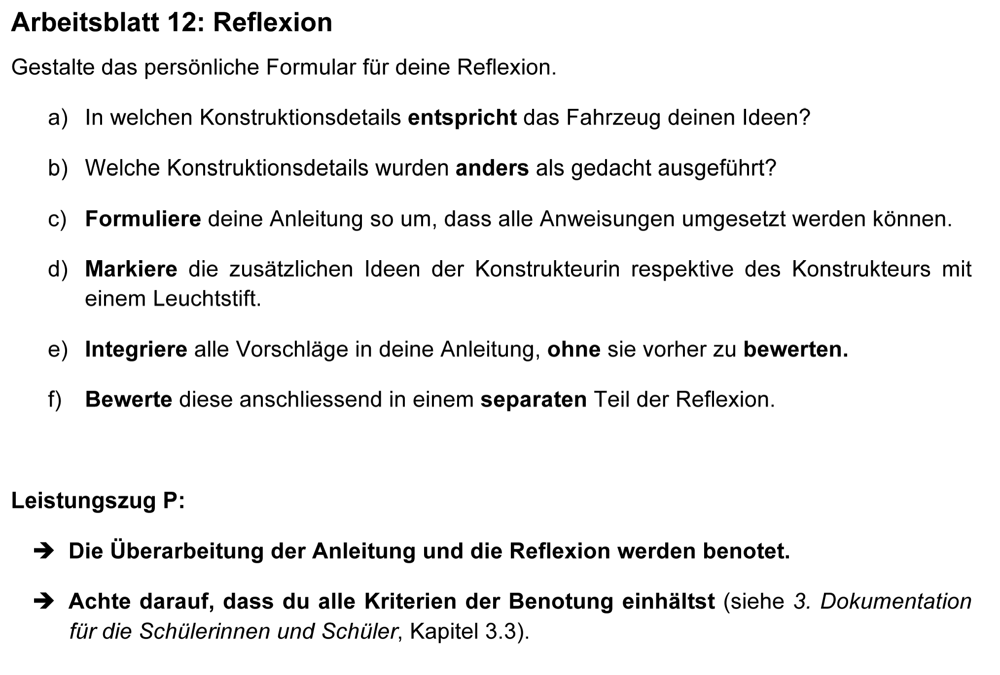 Arbeitsblatt 12: Reflexion
Gestalte das persönliche Formular für deine Reflexion.
a) In welchen Konstruktionsdetails entspricht das Fahrzeug deinen Ideen?
b) Welche Konstruktionsdetails wurden anders als gedacht ausgeführt?
c) Formuliere deine Anleitung so um, dass alle Anweisungen umgesetzt werden können.
d) Markiere die zusätzlichen Ideen der Konstrukteurin respektive des Konstrukteurs mit
einem Leuchtstift.
e) Integriere alle Vorschläge in deine Anleitung, ohne sie vorher zu bewerten.
f) Bewerte diese anschliessend in einem separaten Teil der Reflexion.
Leistungszug P:
➔ Die Überarbeitung der Anleitung und die Reflexion werden benotet.
➔ Achte darauf, dass du alle Kriterien der Benotung einhältst (siehe 3. Dokumentation
für die Schülerinnen und Schüler, Kapitel 3.3).